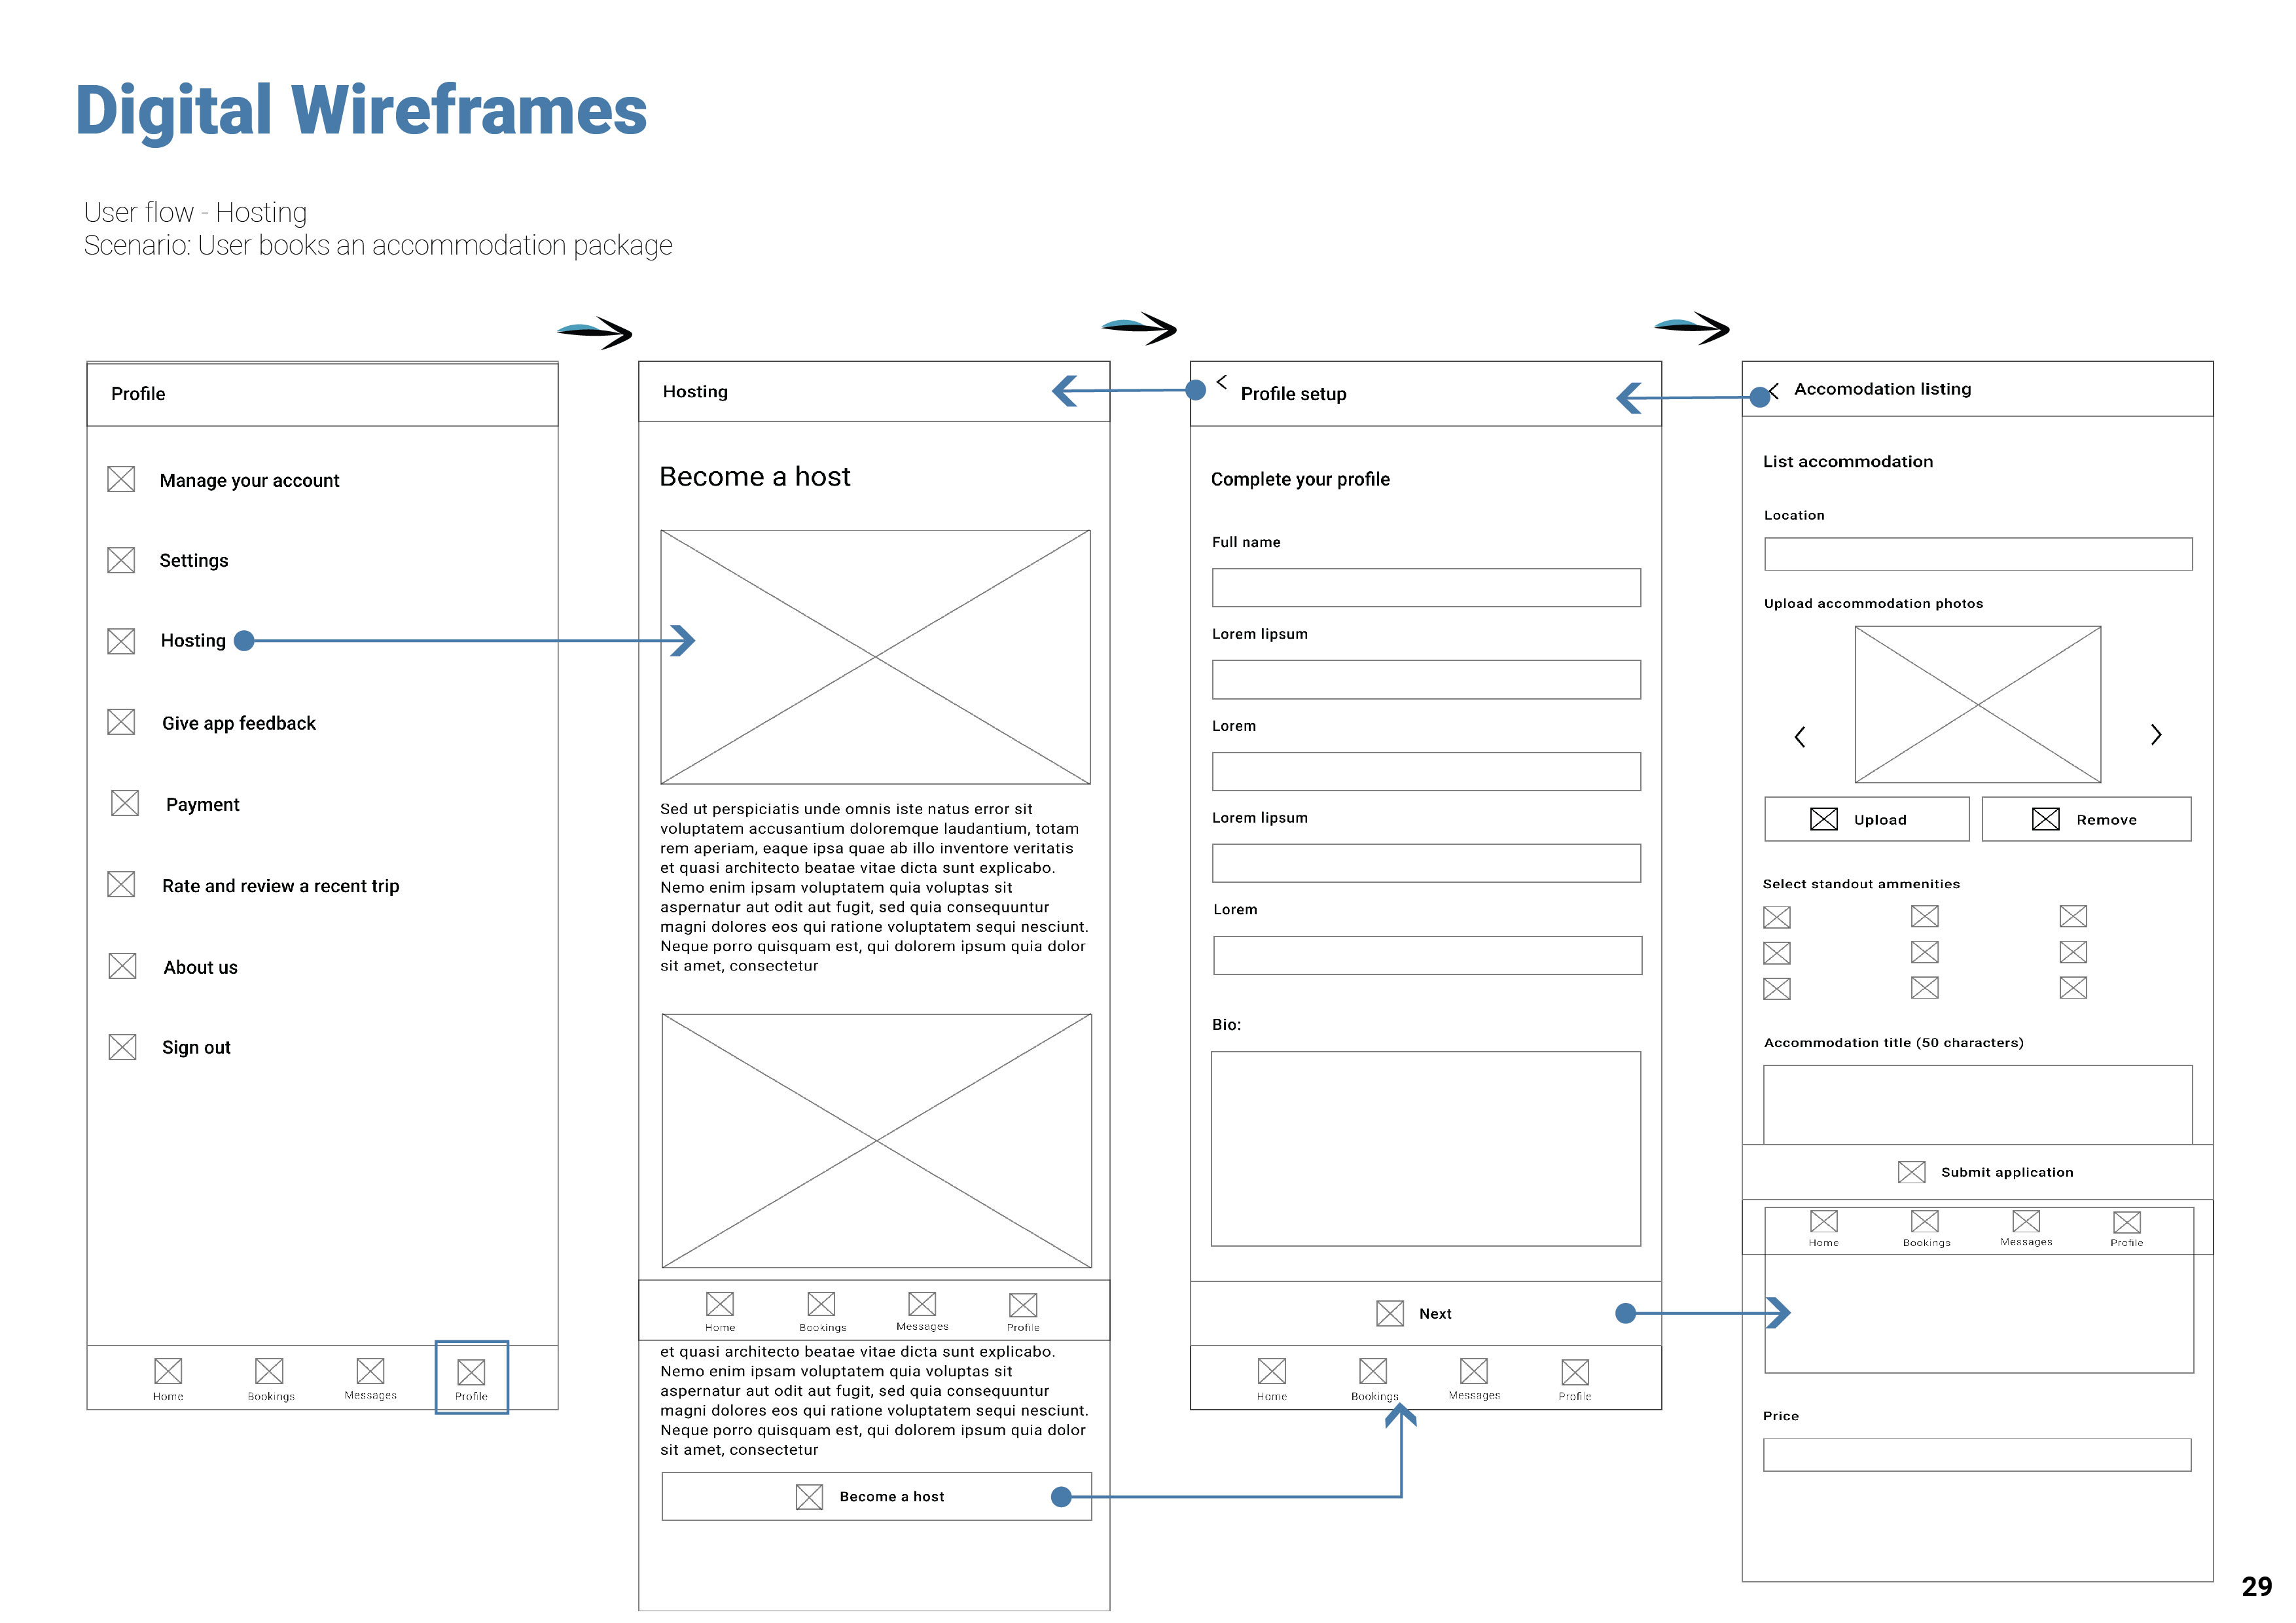 Digital Wireframes
User flow - Hosting
Scenario: User books an accommodation package
Profile
Manage your account
Settings
Hosting
Give app feedback
Payment
Rate and review a recent trip
About us
Sign out
Home
Bookings
Messages
Profile
Hosting
Become a host
Sed ut perspiciatis unde omnis iste natus error sit
voluptatem accusantium doloremque laudantium, totam
rem aperiam, eaque ipsa quae ab illo inventore veritatis
et quasi architecto beatae vitae dicta sunt explicabo.
Nemo enim ipsam voluptatem quia voluptas sit
aspernatur aut odit aut fugit, sed quia consequuntur
magni dolores eos qui ratione voluptatem sequi nesciunt.
Neque porro quisquam est, qui dolorem ipsum quia dolor
sit amet, consectetur
Home
Bookings
Messages
Profile
et quasi architecto beatae vitae dicta sunt explicabo.
Nemo enim ipsam voluptatem quia voluptas sit
aspernatur aut odit aut fugit, sed quia consequuntur
magni dolores eos qui ratione voluptatem sequi nesciunt.
Neque porro quisquam est, qui dolorem ipsum quia dolor
sit amet, consectetur
Become a host
Profile setup
Complete your profile
Full name
Lorem lipsum
Lorem
Lorem lipsum
Lorem
Bio:
Next
Home
Bookings
Messages
Profile
Accomodation listing
List accommodation
Location
Upload accommodation photos
Upload
Remove
Select standout ammenities
Accommodation title (50 characters)
Submit application
Home
Bookings
Messages
Profile
Price
29